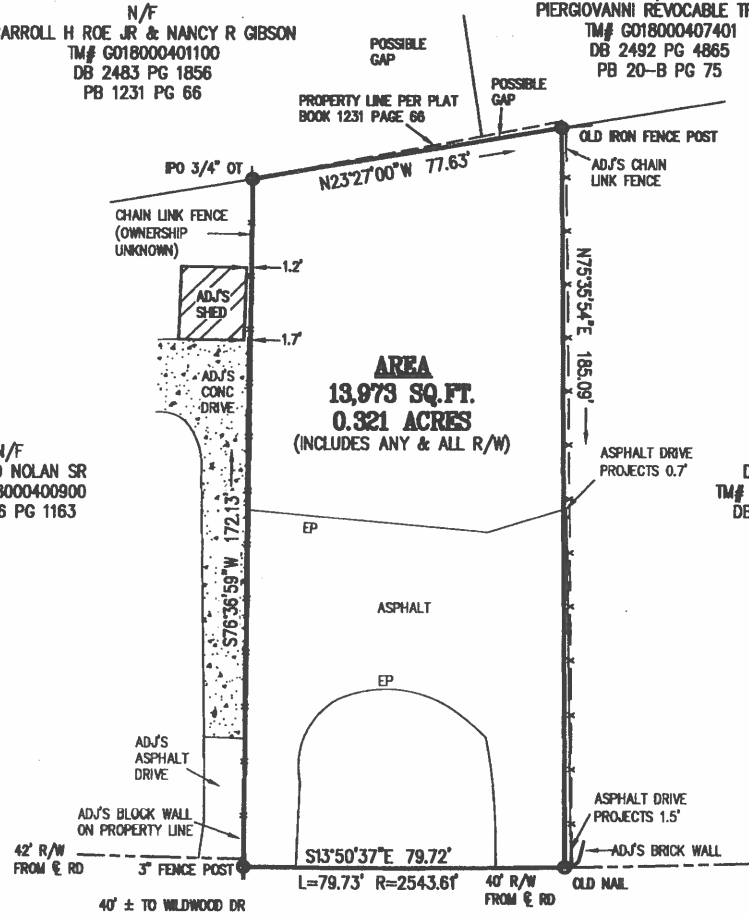 N/F
CARROLL H ROE JR & NANCY R GIBSON
TM# G018000401100
DB 2483 PG 1856
PB 1231 PG 66
PIERGIOVANNI REVOCABLE
TM# G018000407401
DB 2492 PG 4865
PB 20-B PG 75
POSSIBLE
GAP
POSSIBLE
GAP
PROPERTY LINE PER PLAT
BOOK 1231 PAGE 66
OLD IRON FENCE POST
IPO 3/4" OT
N23°27'00"W 77.63'
ADJ'S CHAIN
LINK FENCE
CHAIN LINK FENCE
(OWNERSHIP
UNKNOWN)
1.2'
ADJ'S
SHED
1.7'
N75°35'54"E 185.09'
ADJ'S
CONC
DRIVE
AREA
13,973 SQ.FT.
0.321 ACRES
(INCLUDES ANY & ALL R/W)
N/F
NOLAN SR
8000400900
6 PG 1163
ASPHALT DRIVE
PROJECTS 0.7'
D
TM#
DB
S76°36'59"W 172.13'
EP
ASPHALT
EP
ADJ'S
ASPHALT
DRIVE
ADJ'S BLOCK WALL
ON PROPERTY LINE
ASPHALT DRIVE
PROJECTS 1.5'
ADJ'S BRICK WALL
42' R/W
FROM ℄ RD
3" FENCE POST
S13°50'37"E 79.72'
L=79.73' R=2543.61'
40' R/W
FROM ℄ RD
OLD NAIL
40' ± TO WILDWOOD DR